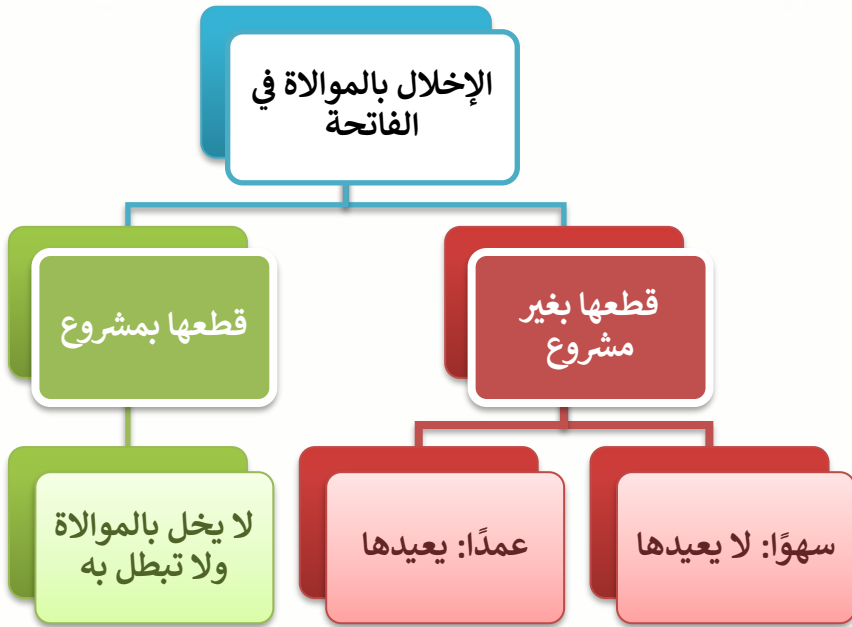 الإخلال بالموالاة في
الفاتحة
قطعها بغير
مشروع
قطعها بمشروع
سهوًا: لا يعيدها
عمدًا: يعيدها
لا يخل بالموالاة
ولا تبطل به